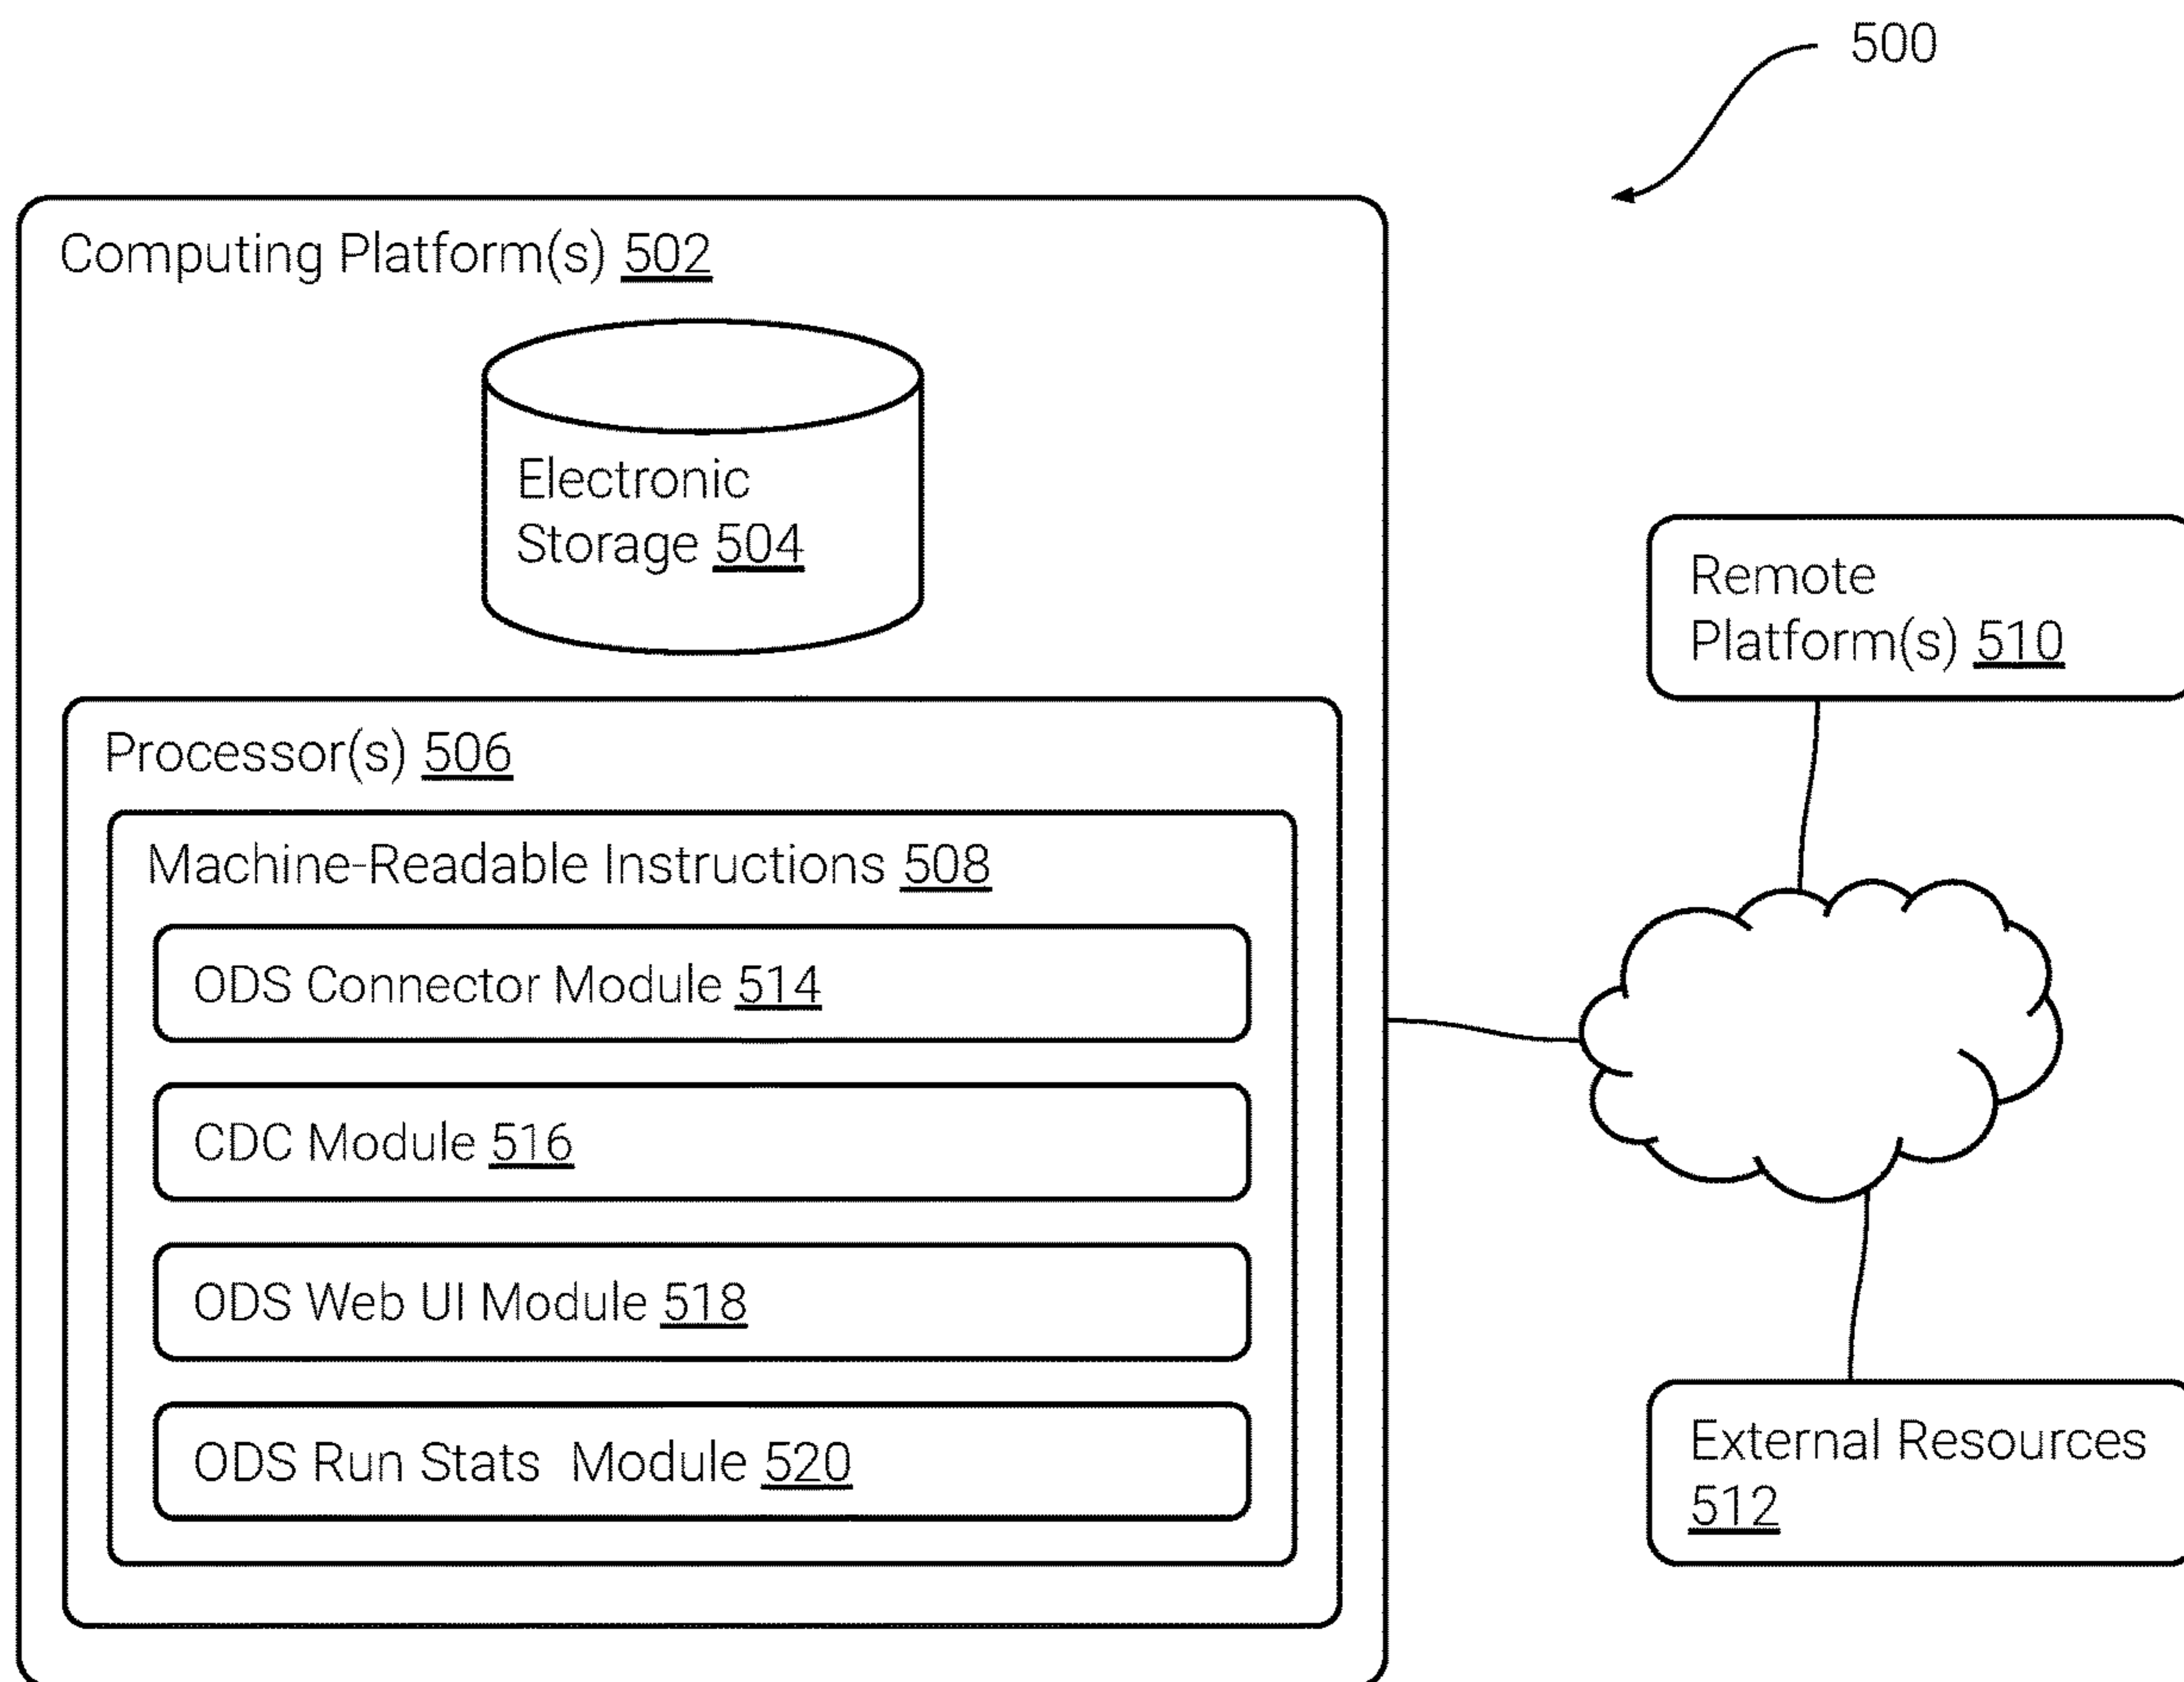 500
Computing Platform(s) 502
Electronic
Storage 504
Processor(s) 506
Machine-Readable Instructions 508
ODS Connector Module 514
CDC Module 516
ODS Web UI Module 518
ODS Run Stats Module 520
Remote
Platform(s) 510
External Resources
512